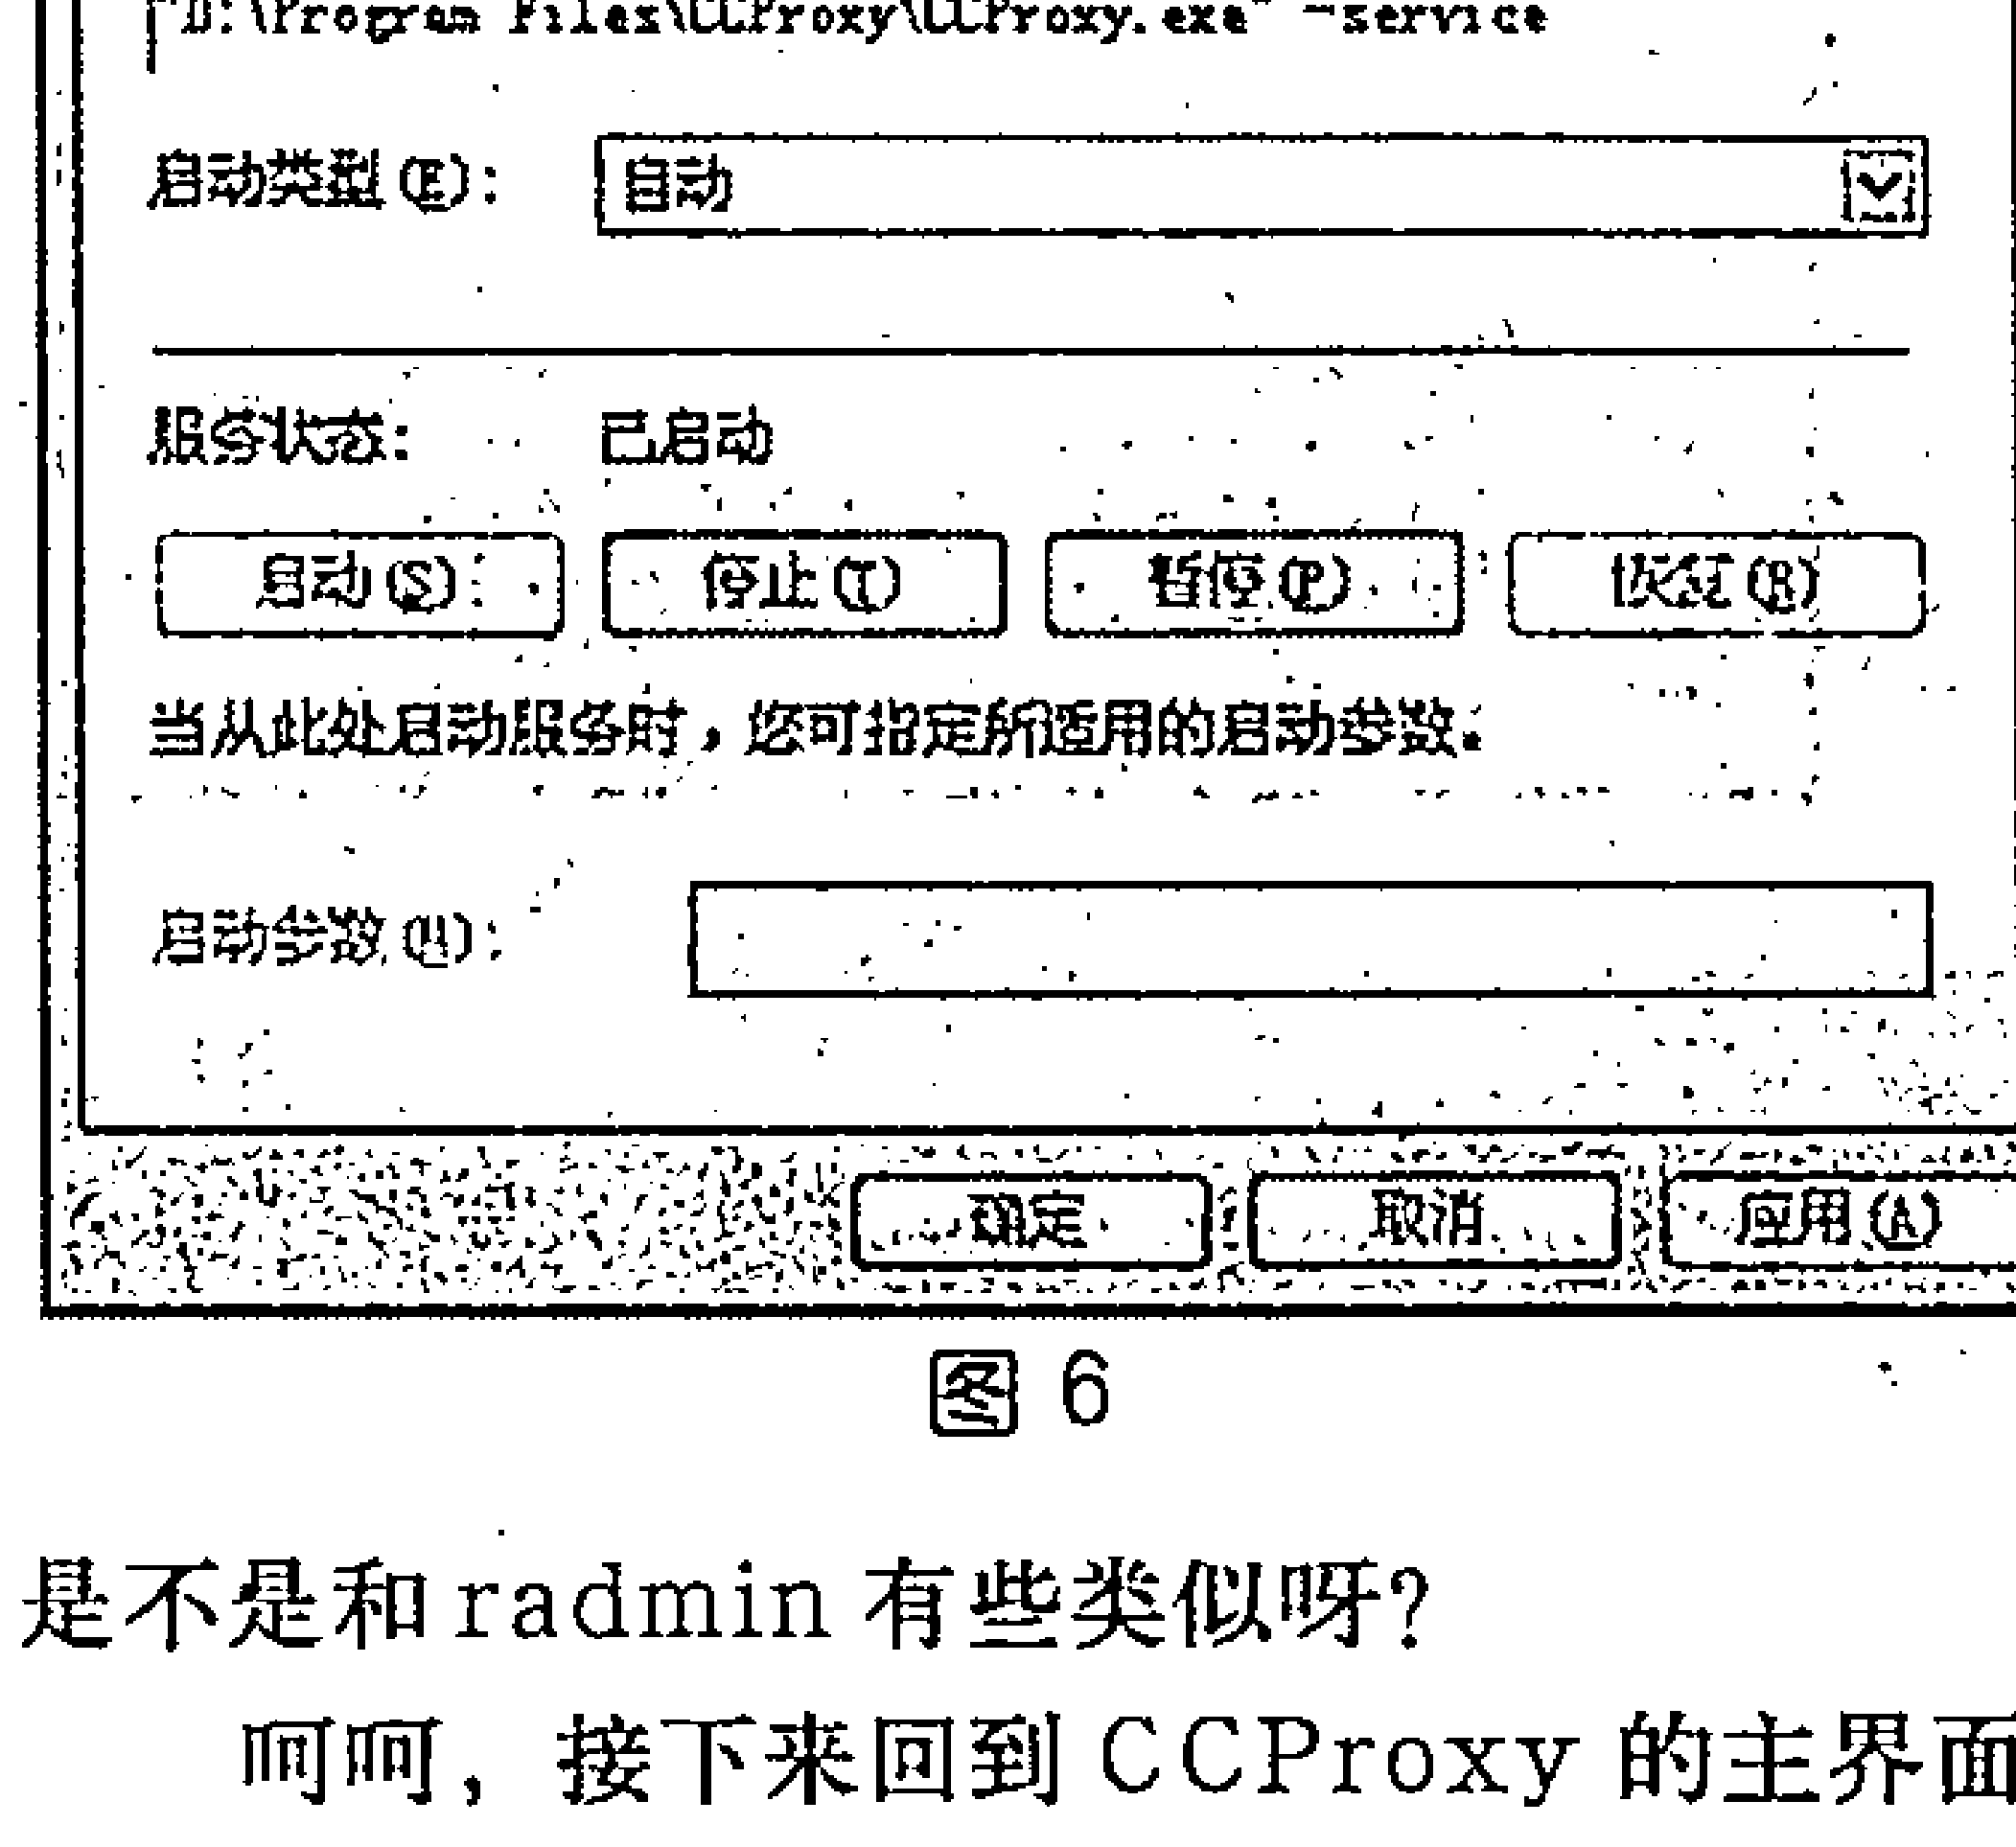 "D:\Program Files\CCProxy\CCProxy.exe" -service
启动类型(E): 自动
服务状态: 已启动
启动(S) 停止(T) 暂停(P) 恢复(R)
当从此处启动服务时，您可指定所适用的启动参数。
启动参数(M):
确定 取消 应用(A)
图 6
是不是和radmin有些类似呀?
呵呵，接下来回到CCProxy的主界面